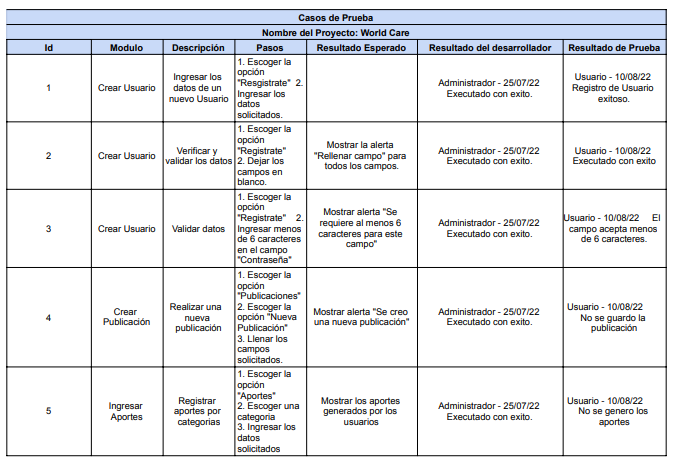 Casos de Prueba
Nombre del Proyecto: World Care
Id Modulo Descripción Pasos Resultado Esperado Resultado del desarrollador Resultado de Prueba
1
Crear Usuario
Ingresar los
datos de un
nuevo Usuario
1. Escoger la
opción
"Resgistrate" 2.
Ingresar los
datos
solicitados.
Administrador - 25/07/22
Executado con exito.
Usuario - 10/08/22
Registro de Usuario
exitoso.
2
Crear Usuario
Verificar y
validar los datos
1. Escoger la
opción
"Registrate"
2. Dejar los
campos en
blanco.
Mostrar la alerta
"Rellenar campo" para
todos los campos.
Administrador - 25/07/22
Executado con exito.
Usuario - 10/08/22
Executado con exito
3
Crear Usuario
Validar datos
1. Escoger la
opción
"Registrate" 2.
Ingresar menos
de 6 caracteres
en el campo
"Contraseña"
Mostrar alerta "Se
requiere al menos 6
caracteres para este
campo"
Administrador - 25/07/22
Executado con exito.
Usuario - 10/08/22 El
campo acepta menos
de 6 caracteres.
4
Crear
Publicación
Realizar una
nueva
publicación
1. Escoger la
opción
"Publicaciones"
2. Escoger la
opción "Nueva
Publicación"
3. Llenar los
campos
solicitados.
Mostrar alerta "Se creo
una nueva publicación"
Administrador - 25/07/22
Executado con exito.
Usuario - 10/08/22
No se guardo la
publicación
5
Ingresar
Aportes
Registrar
aportes por
categorias
1. Escoger la
opción
"Aportes"
2. Escoger una
categoria
3. Ingresar los
datos
solicitados
Mostrar los aportes
generados por los
usuarios
Administrador - 25/07/22
Executado con exito.
Usuario - 10/08/22
No se genero los
aportes